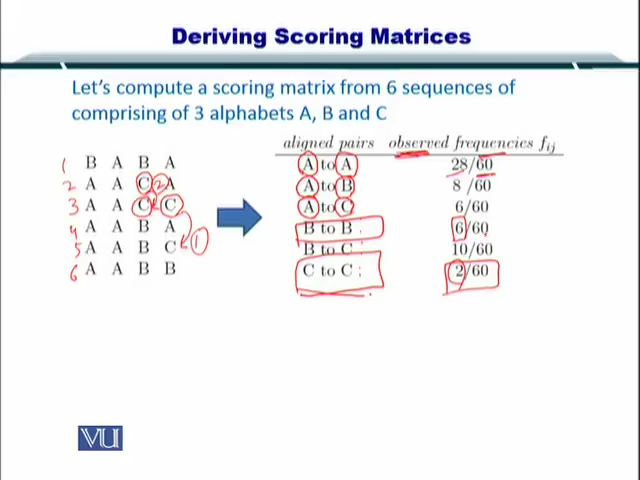 Deriving Scoring Matrices
Let's compute a scoring matrix from 6 sequences of
comprising of 3 alphabets A, B and C
aligned pairs observed frequencies fij
1 B A B A
2 A A C 2 A
3 A A C C
4 A A B A
5 A A B C 1
6 A A B B
A to A 28/60
A to B 8/60
A to C 6/60
B to B : 6/60
B to C : 10/60
C to C : 2/60
VU